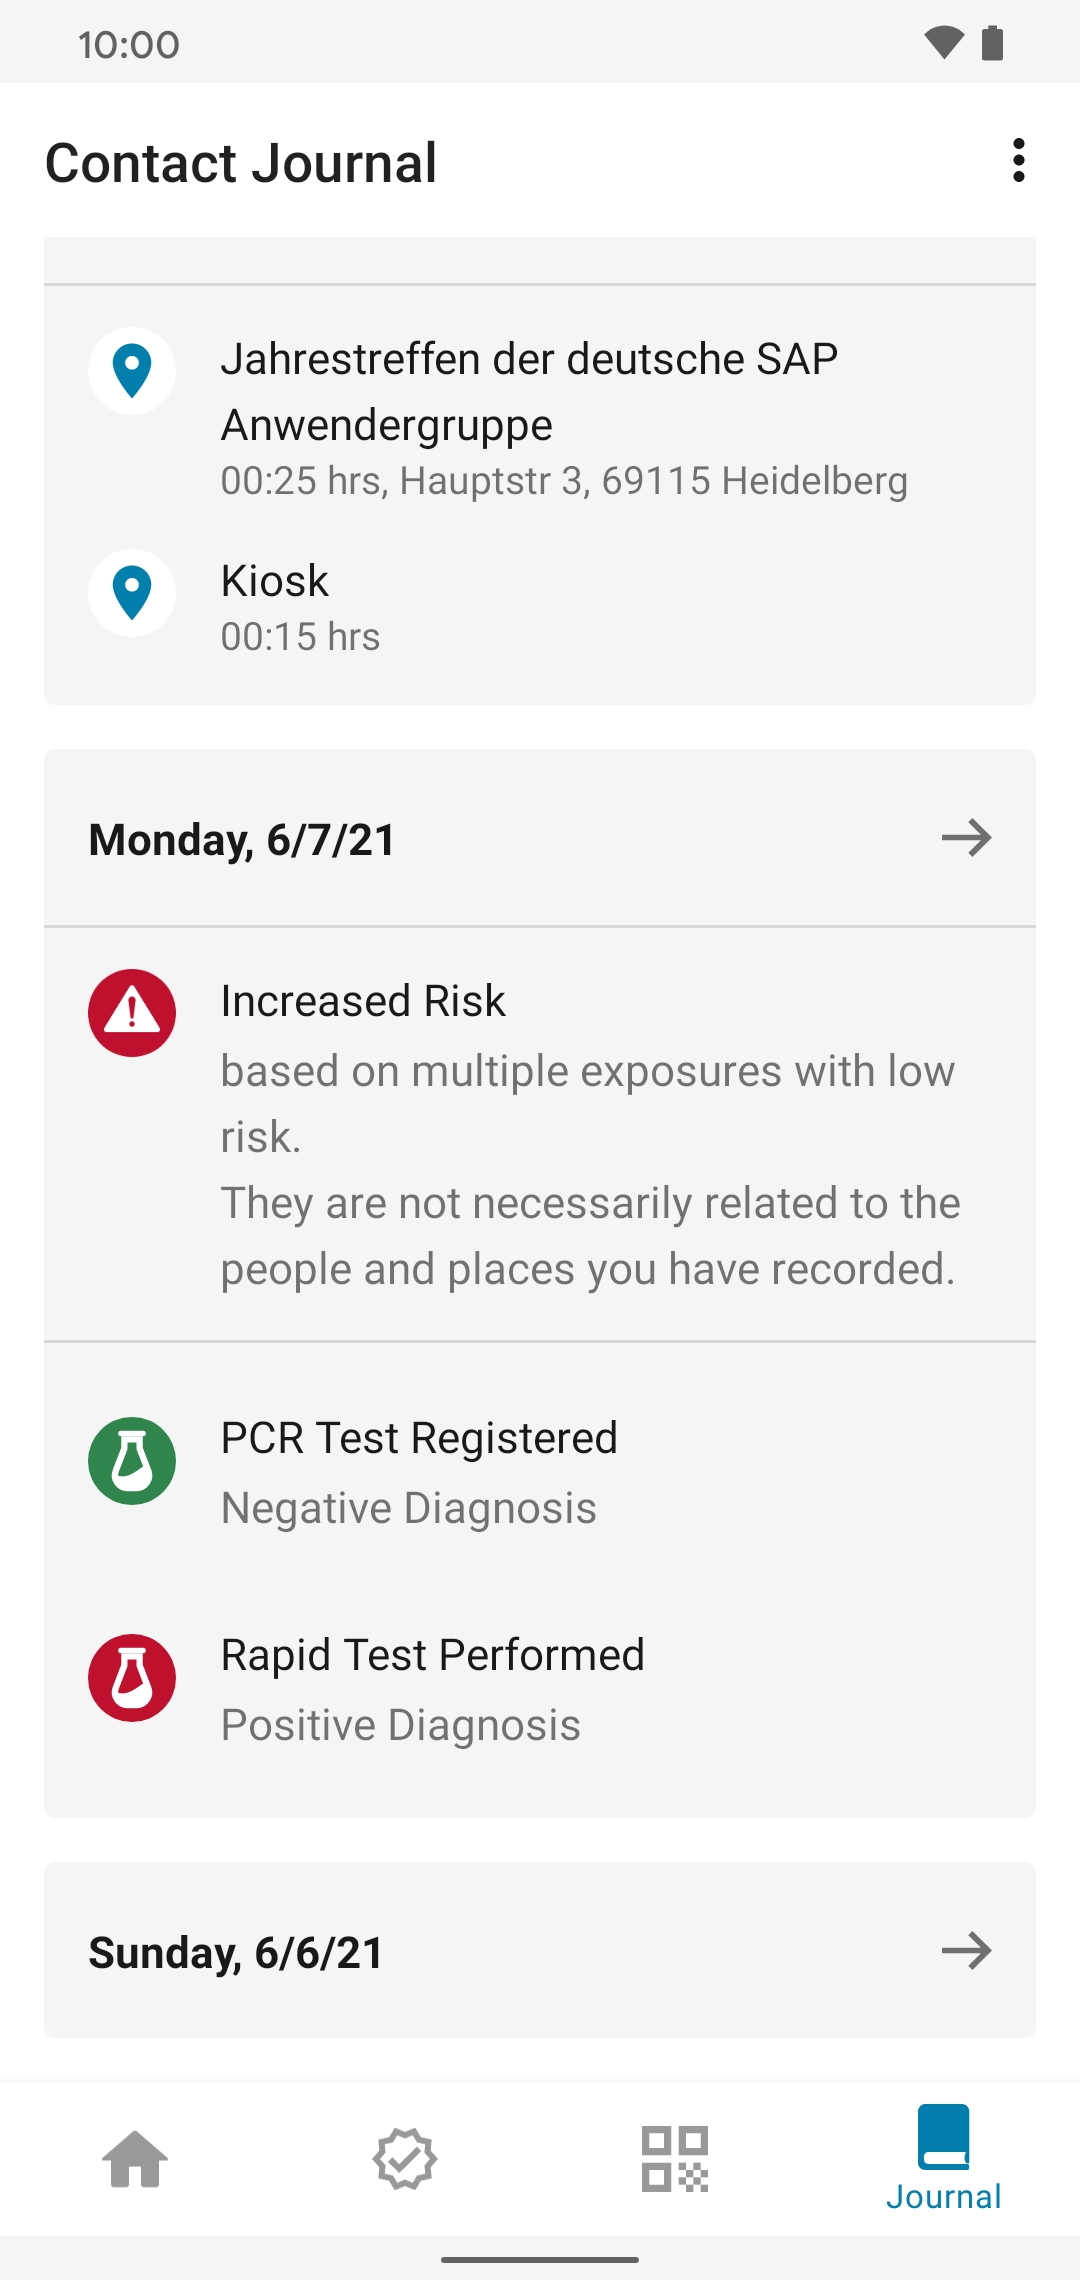 10:00
Contact Journal
Jahrestreffen der deutsche SAP
Anwendergruppe
00:25 hrs, Hauptstr 3, 69115 Heidelberg
Kiosk
00:15 hrs
Monday, 6/7/21
Increased Risk
based on multiple exposures with low
risk.
They are not necessarily related to the
people and places you have recorded.
PCR Test Registered
Negative Diagnosis
Rapid Test Performed
Positive Diagnosis
Sunday, 6/6/21
Journal